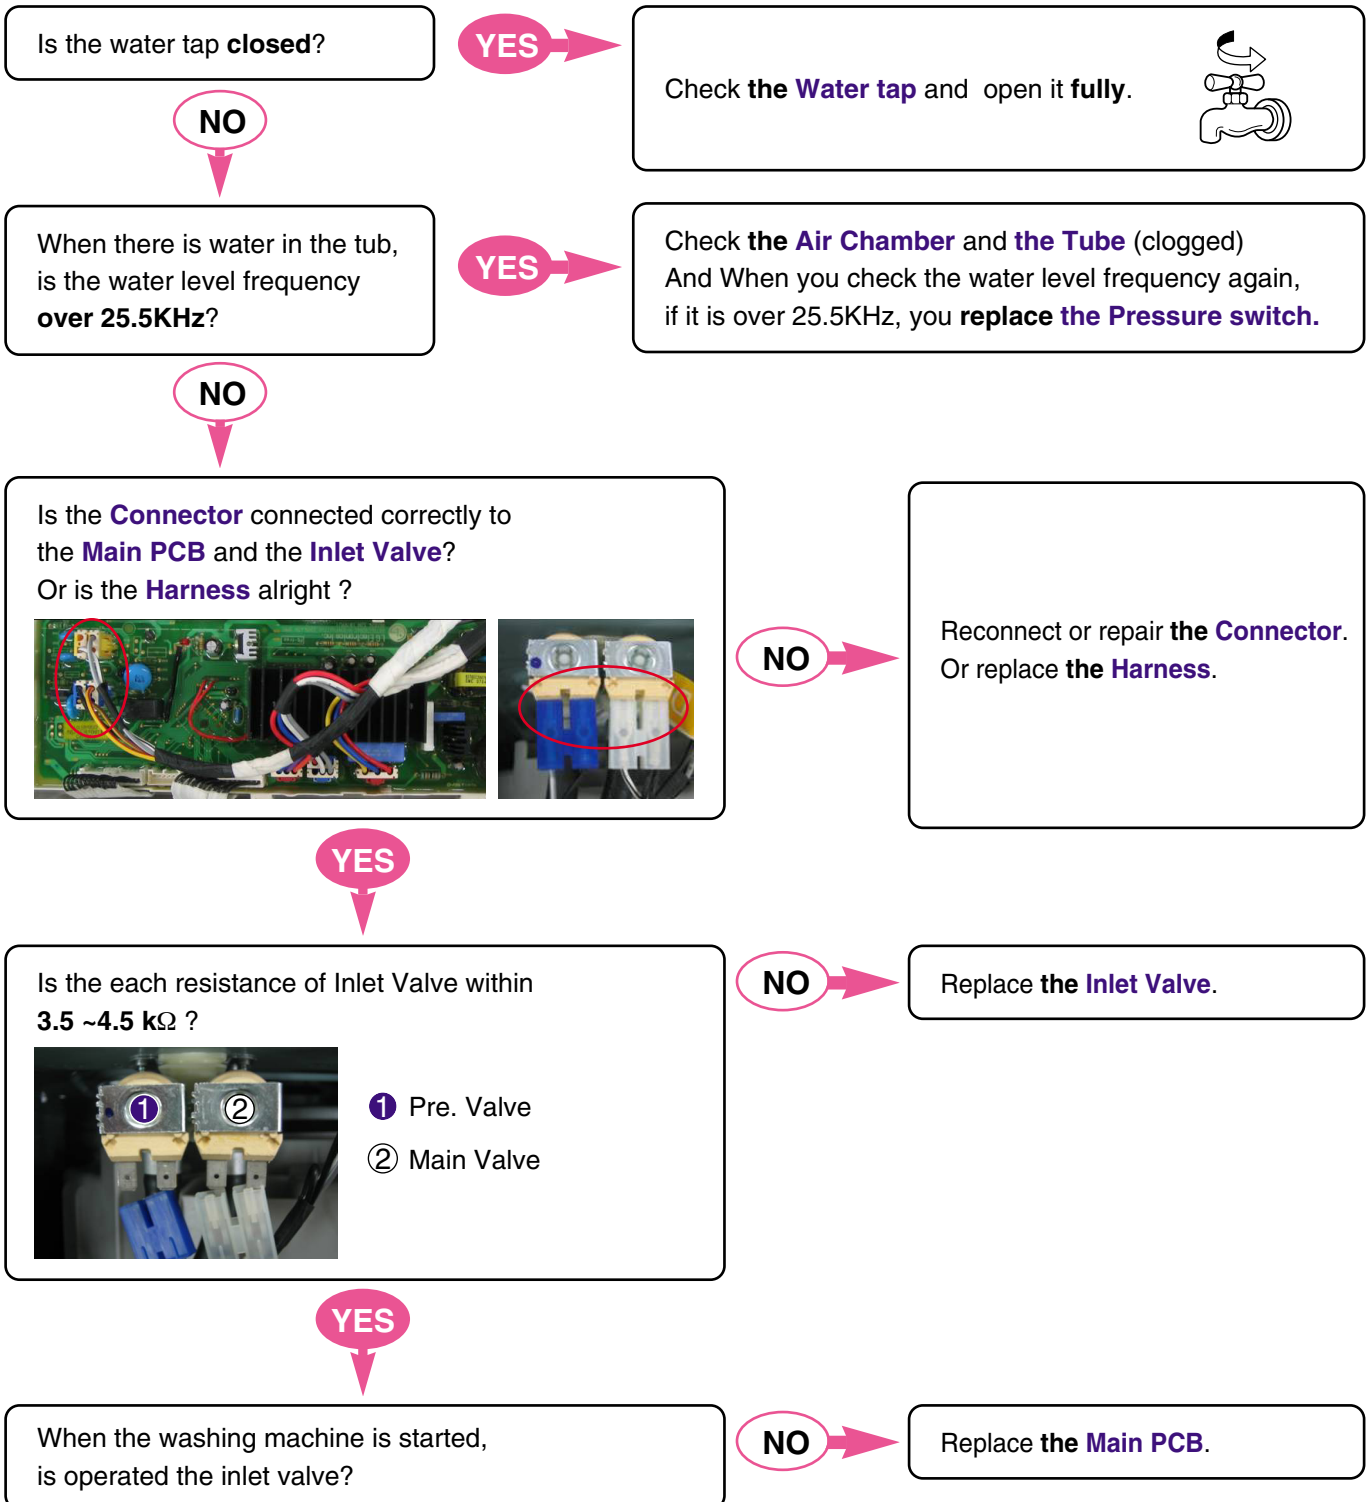 Is the water tap closed?
YES
Check the Water tap and open it fully.
NO
When there is water in the tub,
is the water level frequency
over 25.5KHz?
YES
Check the Air Chamber and the Tube (clogged)
And When you check the water level frequency again,
if it is over 25.5KHz, you replace the Pressure switch.
NO
Is the Connector connected correctly to
the Main PCB and the Inlet Valve?
Or is the Harness alright ?
NO
Reconnect or repair the Connector.
Or replace the Harness.
YES
Is the each resistance of Inlet Valve within
3.5 ~4.5 kΩ ?
1
2
① Pre. Valve
② Main Valve
NO
Replace the Inlet Valve.
YES
When the washing machine is started,
is operated the inlet valve?
NO
Replace the Main PCB.